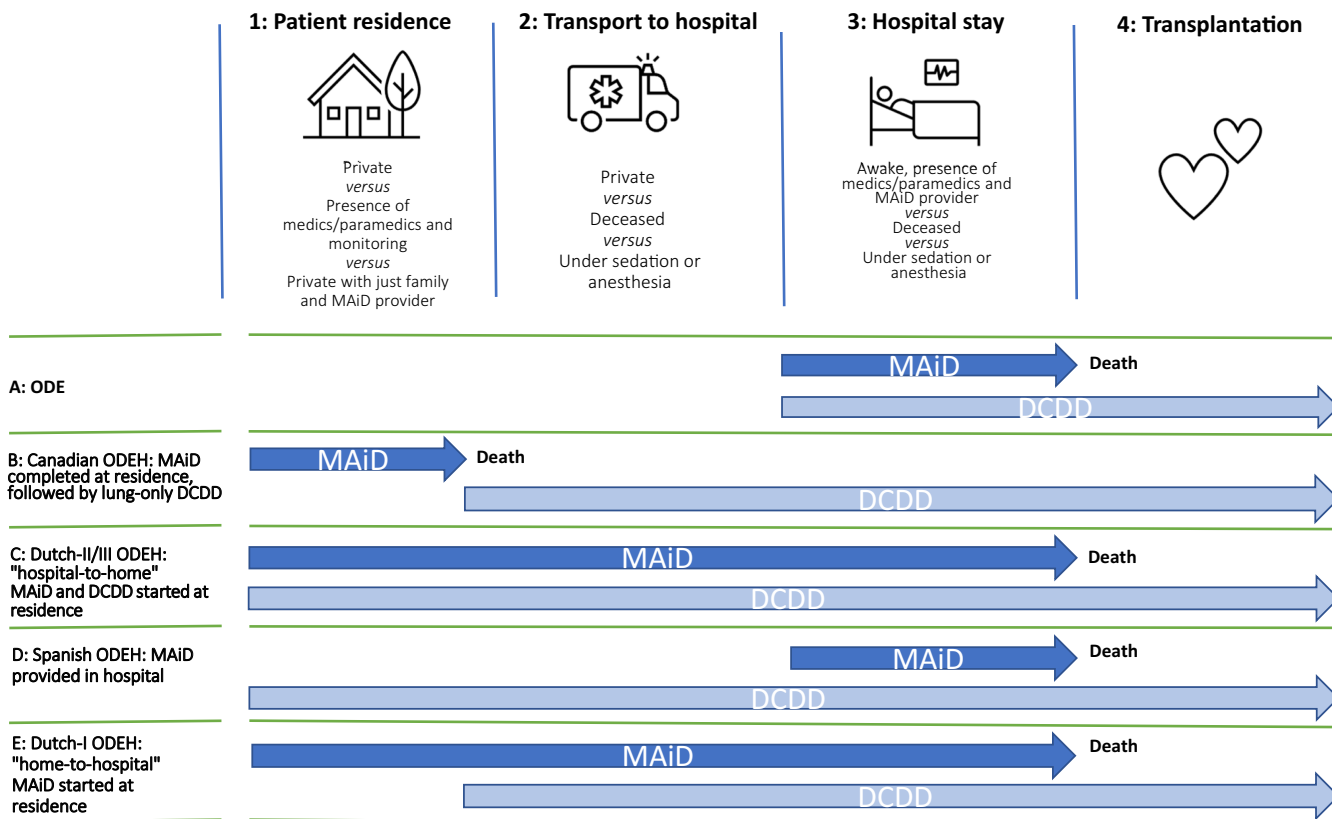 1: Patient residence
2: Transport to hospital
3: Hospital stay
4: Transplantation
Private
versus
Presence of
medics/paramedics and
monitoring
versus
Private with just family
and MAiD provider
Private
versus
Deceased
versus
Under sedation or
anesthesia
Awake, presence of
medics/paramedics and
MAiD provider
versus
Deceased
versus
Under sedation or
anesthesia
A: ODE
MAiD
Death
DCDD
B: Canadian ODEH: MAiD
completed at residence,
followed by lung-only DCDD
MAiD
Death
DCDD
C: Dutch-II/III ODEH:
"hospital-to-home"
MAiD and DCDD started at
residence
MAiD
Death
DCDD
D: Spanish ODEH: MAiD
provided in hospital
MAiD
Death
DCDD
E: Dutch-I ODEH:
"home-to-hospital"
MAiD started at
residence
MAiD
Death
DCDD